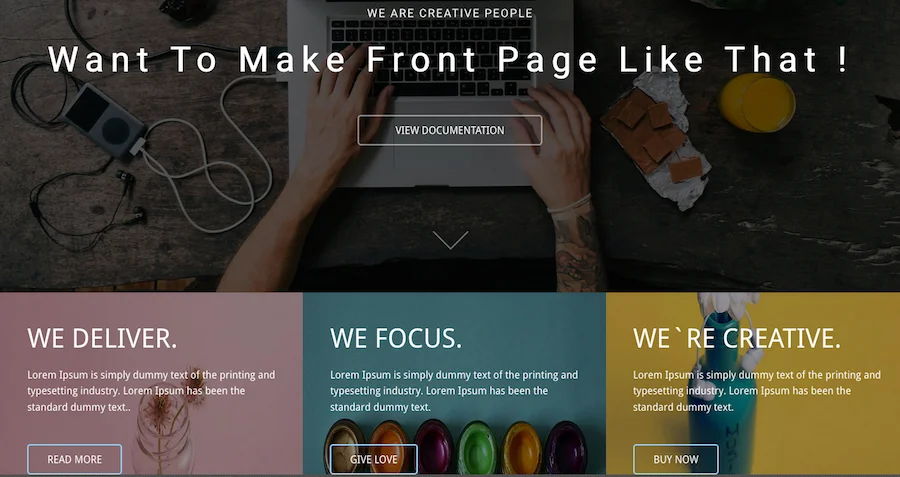 WE ARE CREATIVE PEOPLE
Want To Make Front Page Like That !
VIEW DOCUMENTATION
WE DELIVER.
Lorem Ipsum is simply dummy text of the printing and
typesetting industry. Lorem Ipsum has been the
standard dummy text..
READ MORE
WE FOCUS.
Lorem Ipsum is simply dummy text of the printing and
typesetting industry. Lorem Ipsum has been the
standard dummy text.
GIVE LOVE
WE`RE CREATIVE.
Lorem Ipsum is simply dummy text of the printing and
typesetting industry. Lorem Ipsum has been the
standard dummy text.
BUY NOW